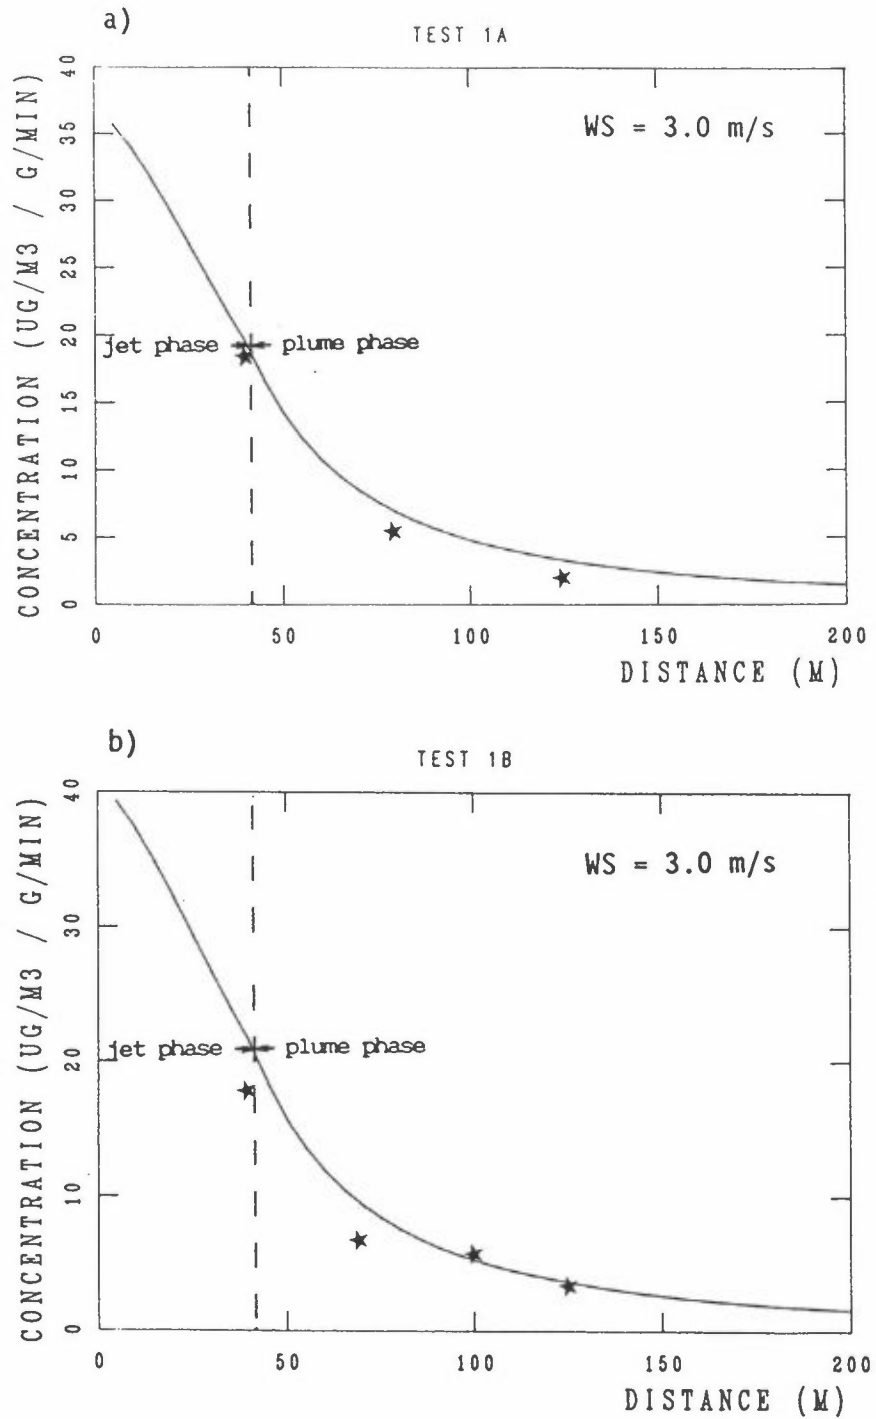 a)
TEST 1A
WS = 3.0 m/s
CONCENTRATION (UG/M3 / G/MIN)
40
35
30
25
20
15
10
5
0
jet phase
plume phase
0 50 100 150 200
DISTANCE (M)
b)
TEST 1B
WS = 3.0 m/s
CONCENTRATION (UG/M3 / G/MIN)
40
30
20
10
0
jet phase
plume phase
0 50 100 150 200
DISTANCE (M)